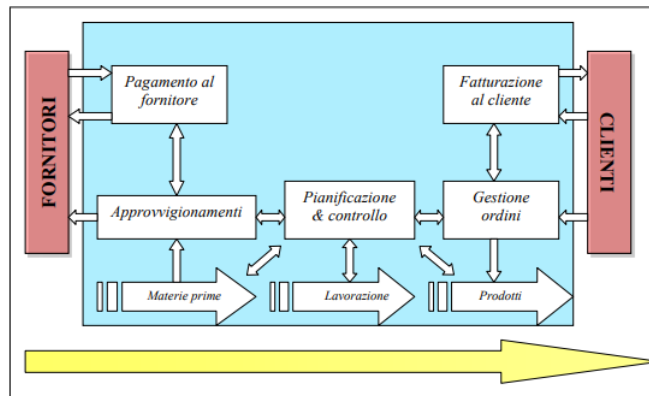 FORNITORI
Pagamento al
fornitore
Fatturazione
al cliente
CLIENTI
Approvvigionamenti
Pianificazione
& controllo
Gestione
ordini
Materie prime
Lavorazione
Prodotti